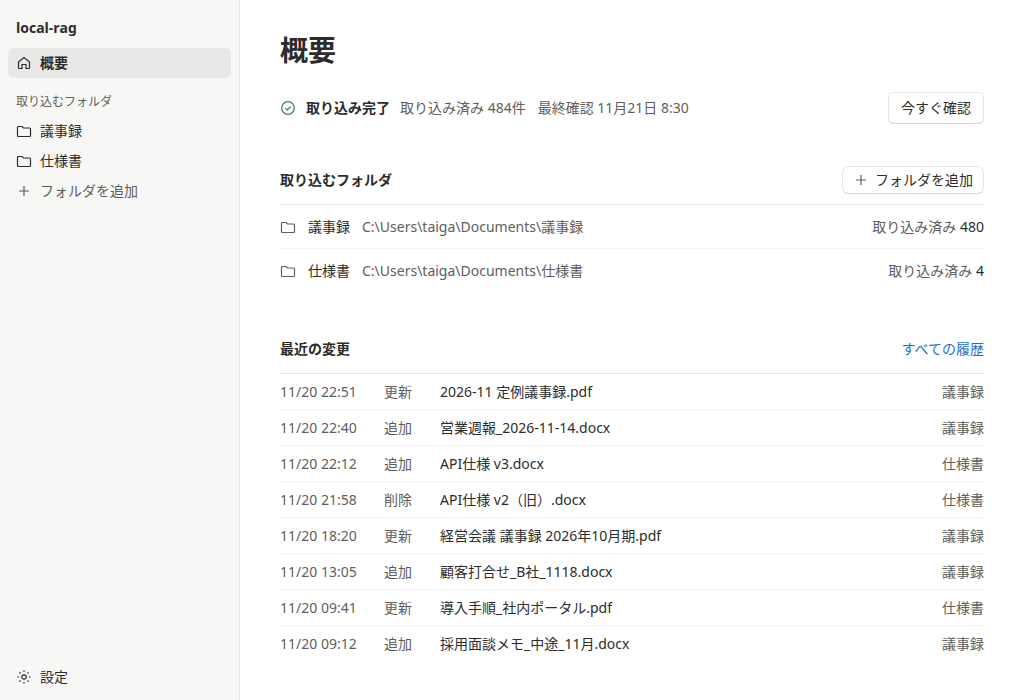 local-rag
概要
取り込むフォルダ
議事録
仕様書
フォルダを追加
設定
概要
取り込み完了 取り込み済み 484件 最終確認 11月21日 8:30 今すぐ確認
取り込むフォルダ フォルダを追加
議事録 C:\Users\taiga\Documents\議事録 取り込み済み 480
仕様書 C:\Users\taiga\Documents\仕様書 取り込み済み 4
最近の変更 すべての履歴
11/20 22:51 更新 2026-11 定例議事録.pdf 議事録
11/20 22:40 追加 営業週報_2026-11-14.docx 議事録
11/20 22:12 追加 API仕様 v3.docx 仕様書
11/20 21:58 削除 API仕様 v2（旧）.docx 仕様書
11/20 18:20 更新 経営会議 議事録 2026年10月期.pdf 議事録
11/20 13:05 追加 顧客打合せ_B社_1118.docx 議事録
11/20 09:41 更新 導入手順_社内ポータル.pdf 仕様書
11/20 09:12 追加 採用面談メモ_中途_11月.docx 議事録